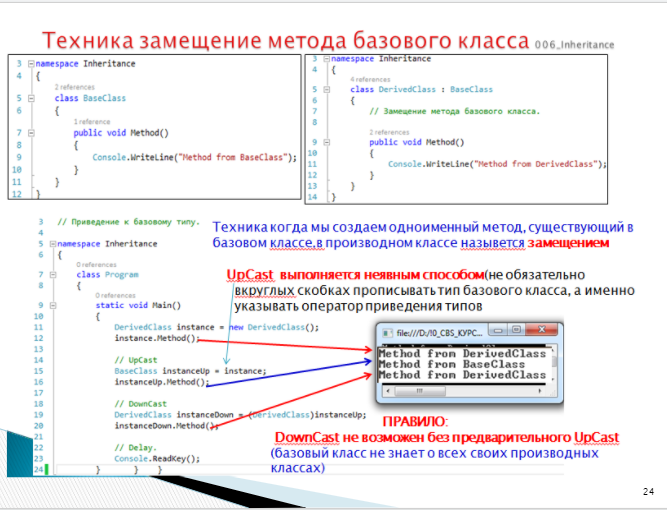 Техника замещение метода базового класса 006_Inheritance
3 namespace Inheritance
4 {
2 references
5 class BaseClass
6 {
1 reference
7 public void Method()
8 {
9 Console.WriteLine("Method from BaseClass");
10 }
11 }
12 }
3 namespace Inheritance
4 {
4 references
5 class DerivedClass : BaseClass
6 {
7 // Замещение метода базового класса.
8
2 references
9 public void Method()
10 {
11 Console.WriteLine("Method from DerivedClass");
12 }
13 }
14 }
3 // Приведение к базовому типу.
4
5 namespace Inheritance
6 {
0 references
7 class Program
8 {
0 references
9 static void Main()
10 {
11 DerivedClass instance = new DerivedClass();
12 instance.Method();
13
14 // UpCast
15 BaseClass instanceUp = instance;
16 instanceUp.Method();
17
18 // DownCast
19 DerivedClass instanceDown = (DerivedClass)instanceUp;
20 instanceDown.Method();
21
22 // Delay.
23 Console.ReadKey();
24 } } }
Техника когда мы создаем одноименный метод, существующий в
базовом классе,в производном классе назывется замещением
UpCast выполняется неявным способом(не обязательно
вкруглых скобках прописывать тип базового класса, а именно
указывать оператор приведения типов
file:///D:/!0_CBS_КУРС...
Method from DerivedClass
Method from BaseClass
Method from DerivedClass
ПРАВИЛО:
DownCast не возможен без предварительного UpCast
(базовый класс не знает о всех своих производных
классах)
24